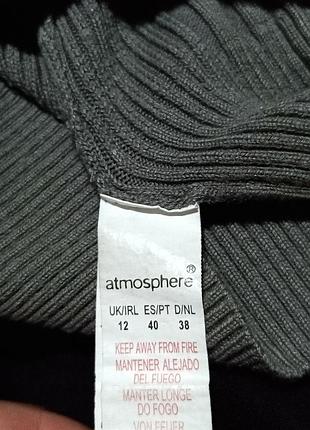 atmosphere®
UK/IRL ES/PT D/NL
12 40 38
KEEP AWAY FROM FIRE
MANTENER ALEJADO
DEL FUEGO
MANTER LONGE
DO FOGO
VON FEUER